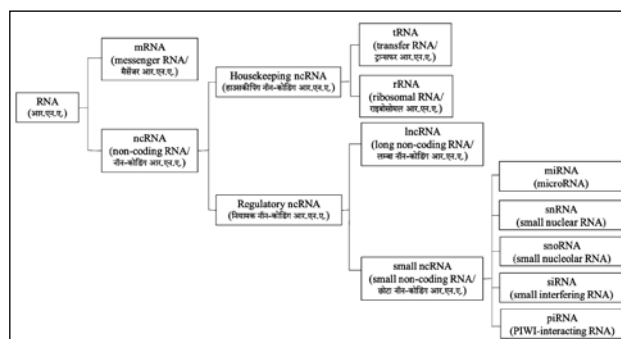 RNA
(आर.एन.ए.)
mRNA
(messenger RNA/
मैसेंजर आर.एन.ए.)
ncRNA
(non-coding RNA/
नॉन-कोडिंग आर.एन.ए.)
Housekeeping ncRNA
(हाउसकीपिंग नॉन-कोडिंग आर.एन.ए.)
Regulatory ncRNA
(नियामक नॉन-कोडिंग आर.एन.ए.)
tRNA
(transfer RNA/
ट्रान्सफर आर.एन.ए.)
rRNA
(ribosomal RNA/
राइबोसोमल आर.एन.ए.)
lncRNA
(long non-coding RNA/
लम्बा नॉन-कोडिंग आर.एन.ए.)
small ncRNA
(small non-coding RNA/
छोटा नॉन-कोडिंग आर.एन.ए.)
miRNA
(microRNA)
snRNA
(small nuclear RNA)
snoRNA
(small nucleolar RNA)
siRNA
(small interfering RNA)
piRNA
(PIWI-interacting RNA)